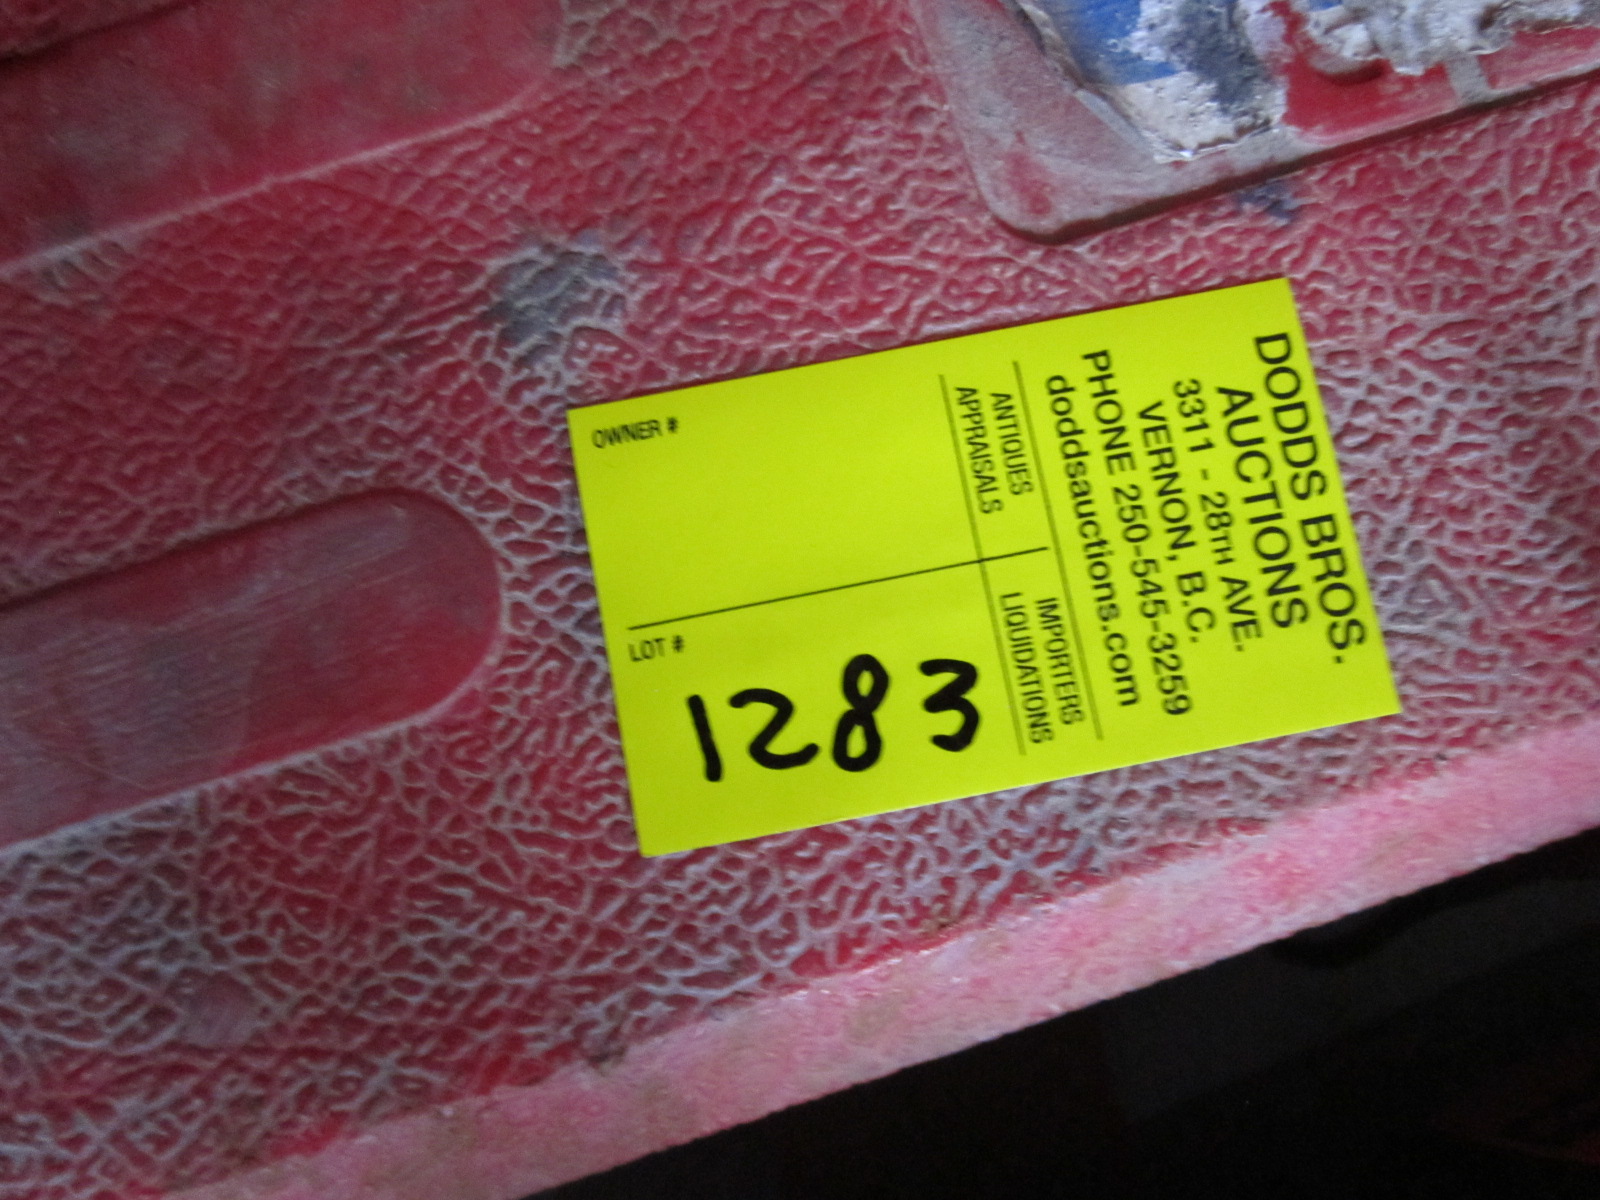 DODDS BROS.
AUCTIONS
3311 - 28TH AVE.
VERNON, B.C.
PHONE 250-545-3259
doddsauctions.com
ANTIQUES IMPORTERS
APPRAISALS LIQUIDATIONS
OWNER #
LOT #
1283